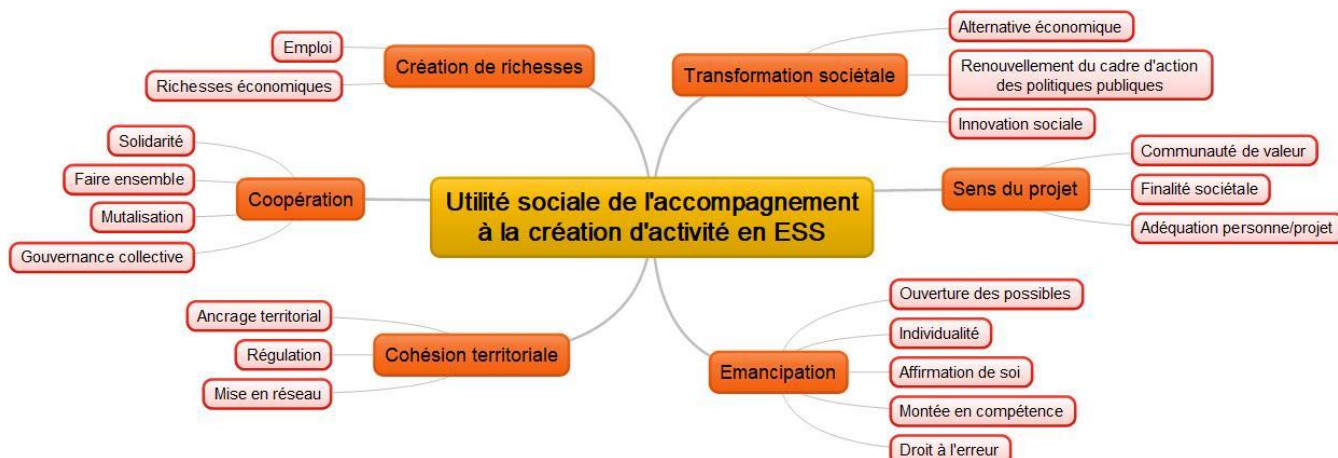 Utilité sociale de l'accompagnement
à la création d'activité en ESS
Création de richesses
Emploi
Richesses économiques
Coopération
Solidarité
Faire ensemble
Mutalisation
Gouvernance collective
Cohésion territoriale
Ancrage territorial
Régulation
Mise en réseau
Transformation sociétale
Alternative économique
Renouvellement du cadre d'action
des politiques publiques
Innovation sociale
Sens du projet
Communauté de valeur
Finalité sociétale
Adéquation personne/projet
Emancipation
Ouverture des possibles
Individualité
Affirmation de soi
Montée en compétence
Droit à l'erreur